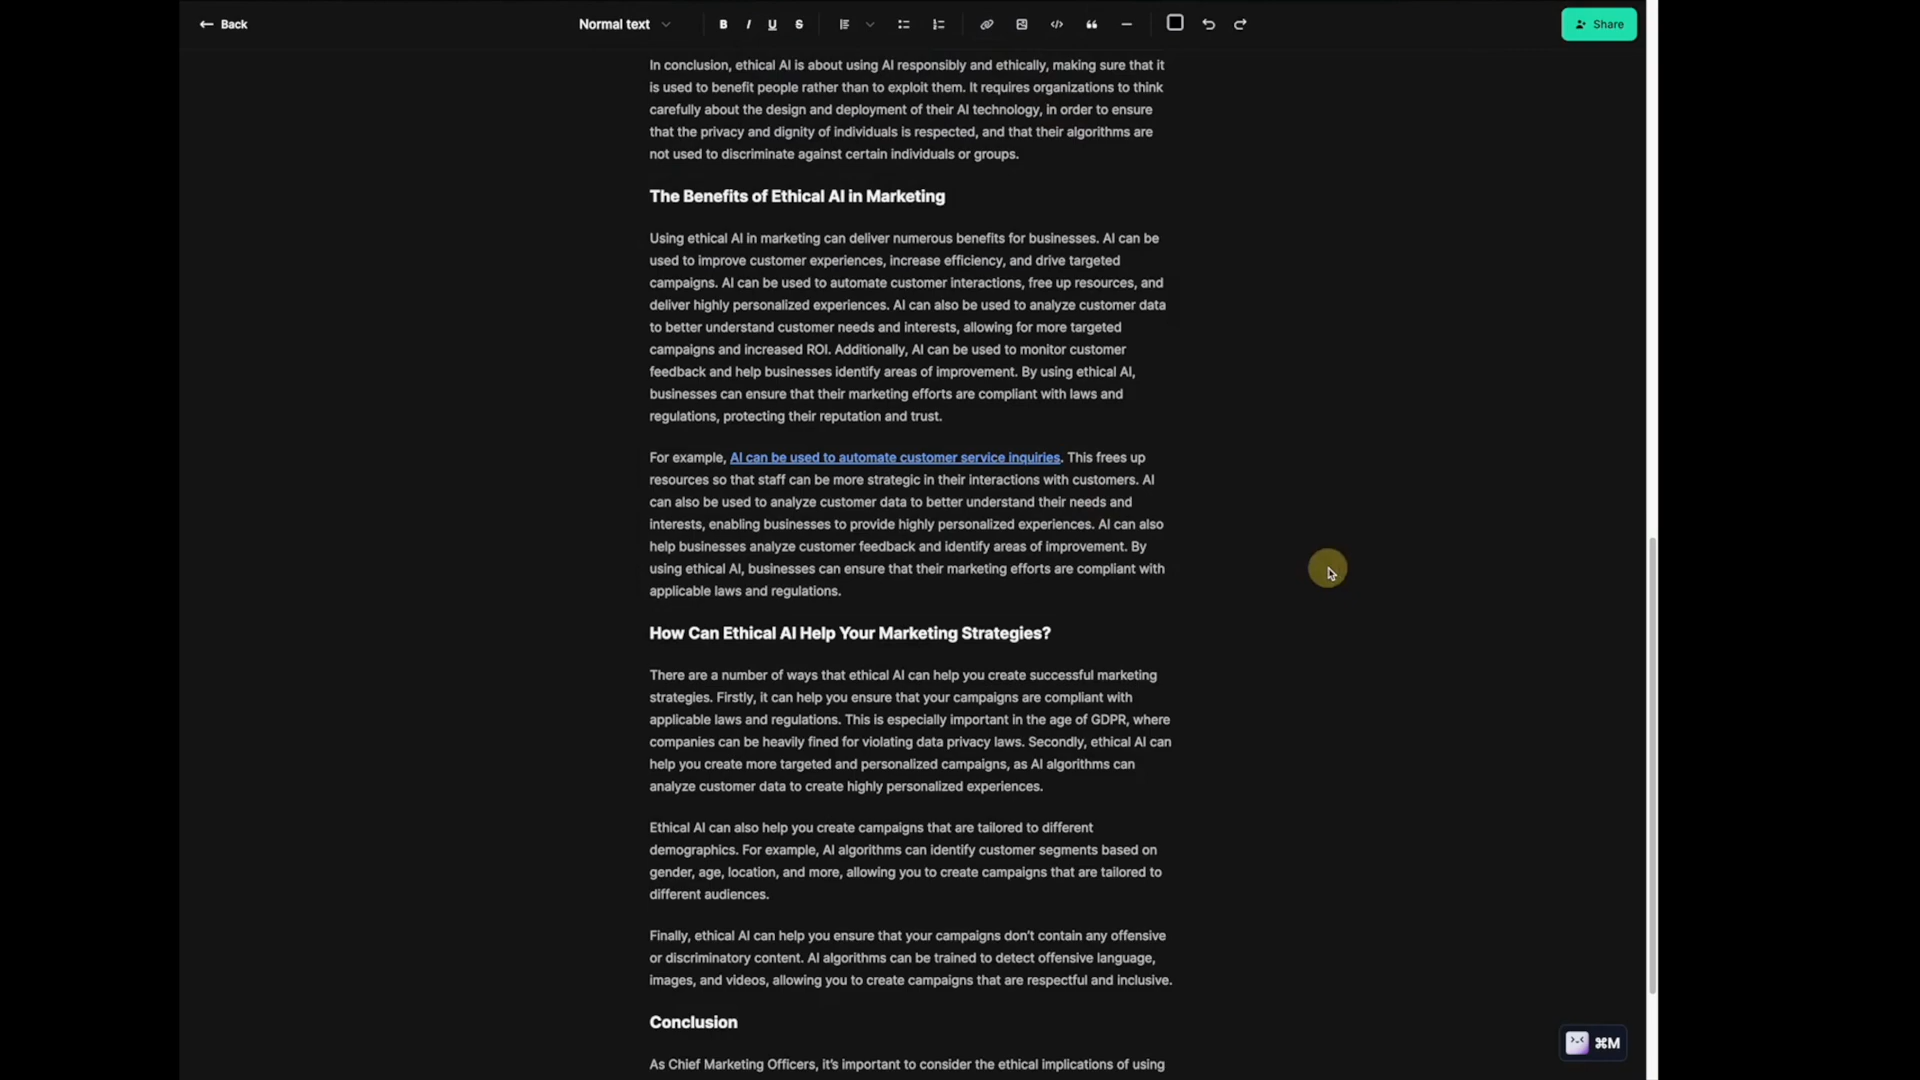 Back
Normal text
B I U S
Share
In conclusion, ethical AI is about using AI responsibly and ethically, making sure that it
is used to benefit people rather than to exploit them. It requires organizations to think
carefully about the design and deployment of their AI technology, in order to ensure
that the privacy and dignity of individuals is respected, and that their algorithms are
not used to discriminate against certain individuals or groups.
The Benefits of Ethical AI in Marketing
Using ethical AI in marketing can deliver numerous benefits for businesses. AI can be
used to improve customer experiences, increase efficiency, and drive targeted
campaigns. AI can be used to automate customer interactions, free up resources, and
deliver highly personalized experiences. AI can also be used to analyze customer data
to better understand customer needs and interests, allowing for more targeted
campaigns and increased ROI. Additionally, AI can be used to monitor customer
feedback and help businesses identify areas of improvement. By using ethical AI,
businesses can ensure that their marketing efforts are compliant with laws and
regulations, protecting their reputation and trust.
For example, AI can be used to automate customer service inquiries. This frees up
resources so that staff can be more strategic in their interactions with customers. AI
can also be used to analyze customer data to better understand their needs and
interests, enabling businesses to provide highly personalized experiences. AI can also
help businesses analyze customer feedback and identify areas of improvement. By
using ethical AI, businesses can ensure that their marketing efforts are compliant with
applicable laws and regulations.
How Can Ethical AI Help Your Marketing Strategies?
There are a number of ways that ethical AI can help you create successful marketing
strategies. Firstly, it can help you ensure that your campaigns are compliant with
applicable laws and regulations. This is especially important in the age of GDPR, where
companies can be heavily fined for violating data privacy laws. Secondly, ethical AI can
help you create more targeted and personalized campaigns, as AI algorithms can
analyze customer data to create highly personalized experiences.
Ethical AI can also help you create campaigns that are tailored to different
demographics. For example, AI algorithms can identify customer segments based on
gender, age, location, and more, allowing you to create campaigns that are tailored to
different audiences.
Finally, ethical AI can help you ensure that your campaigns don't contain any offensive
or discriminatory content. AI algorithms can be trained to detect offensive language,
images, and videos, allowing you to create campaigns that are respectful and inclusive.
Conclusion
As Chief Marketing Officers, it's important to consider the ethical implications of using
⌘M